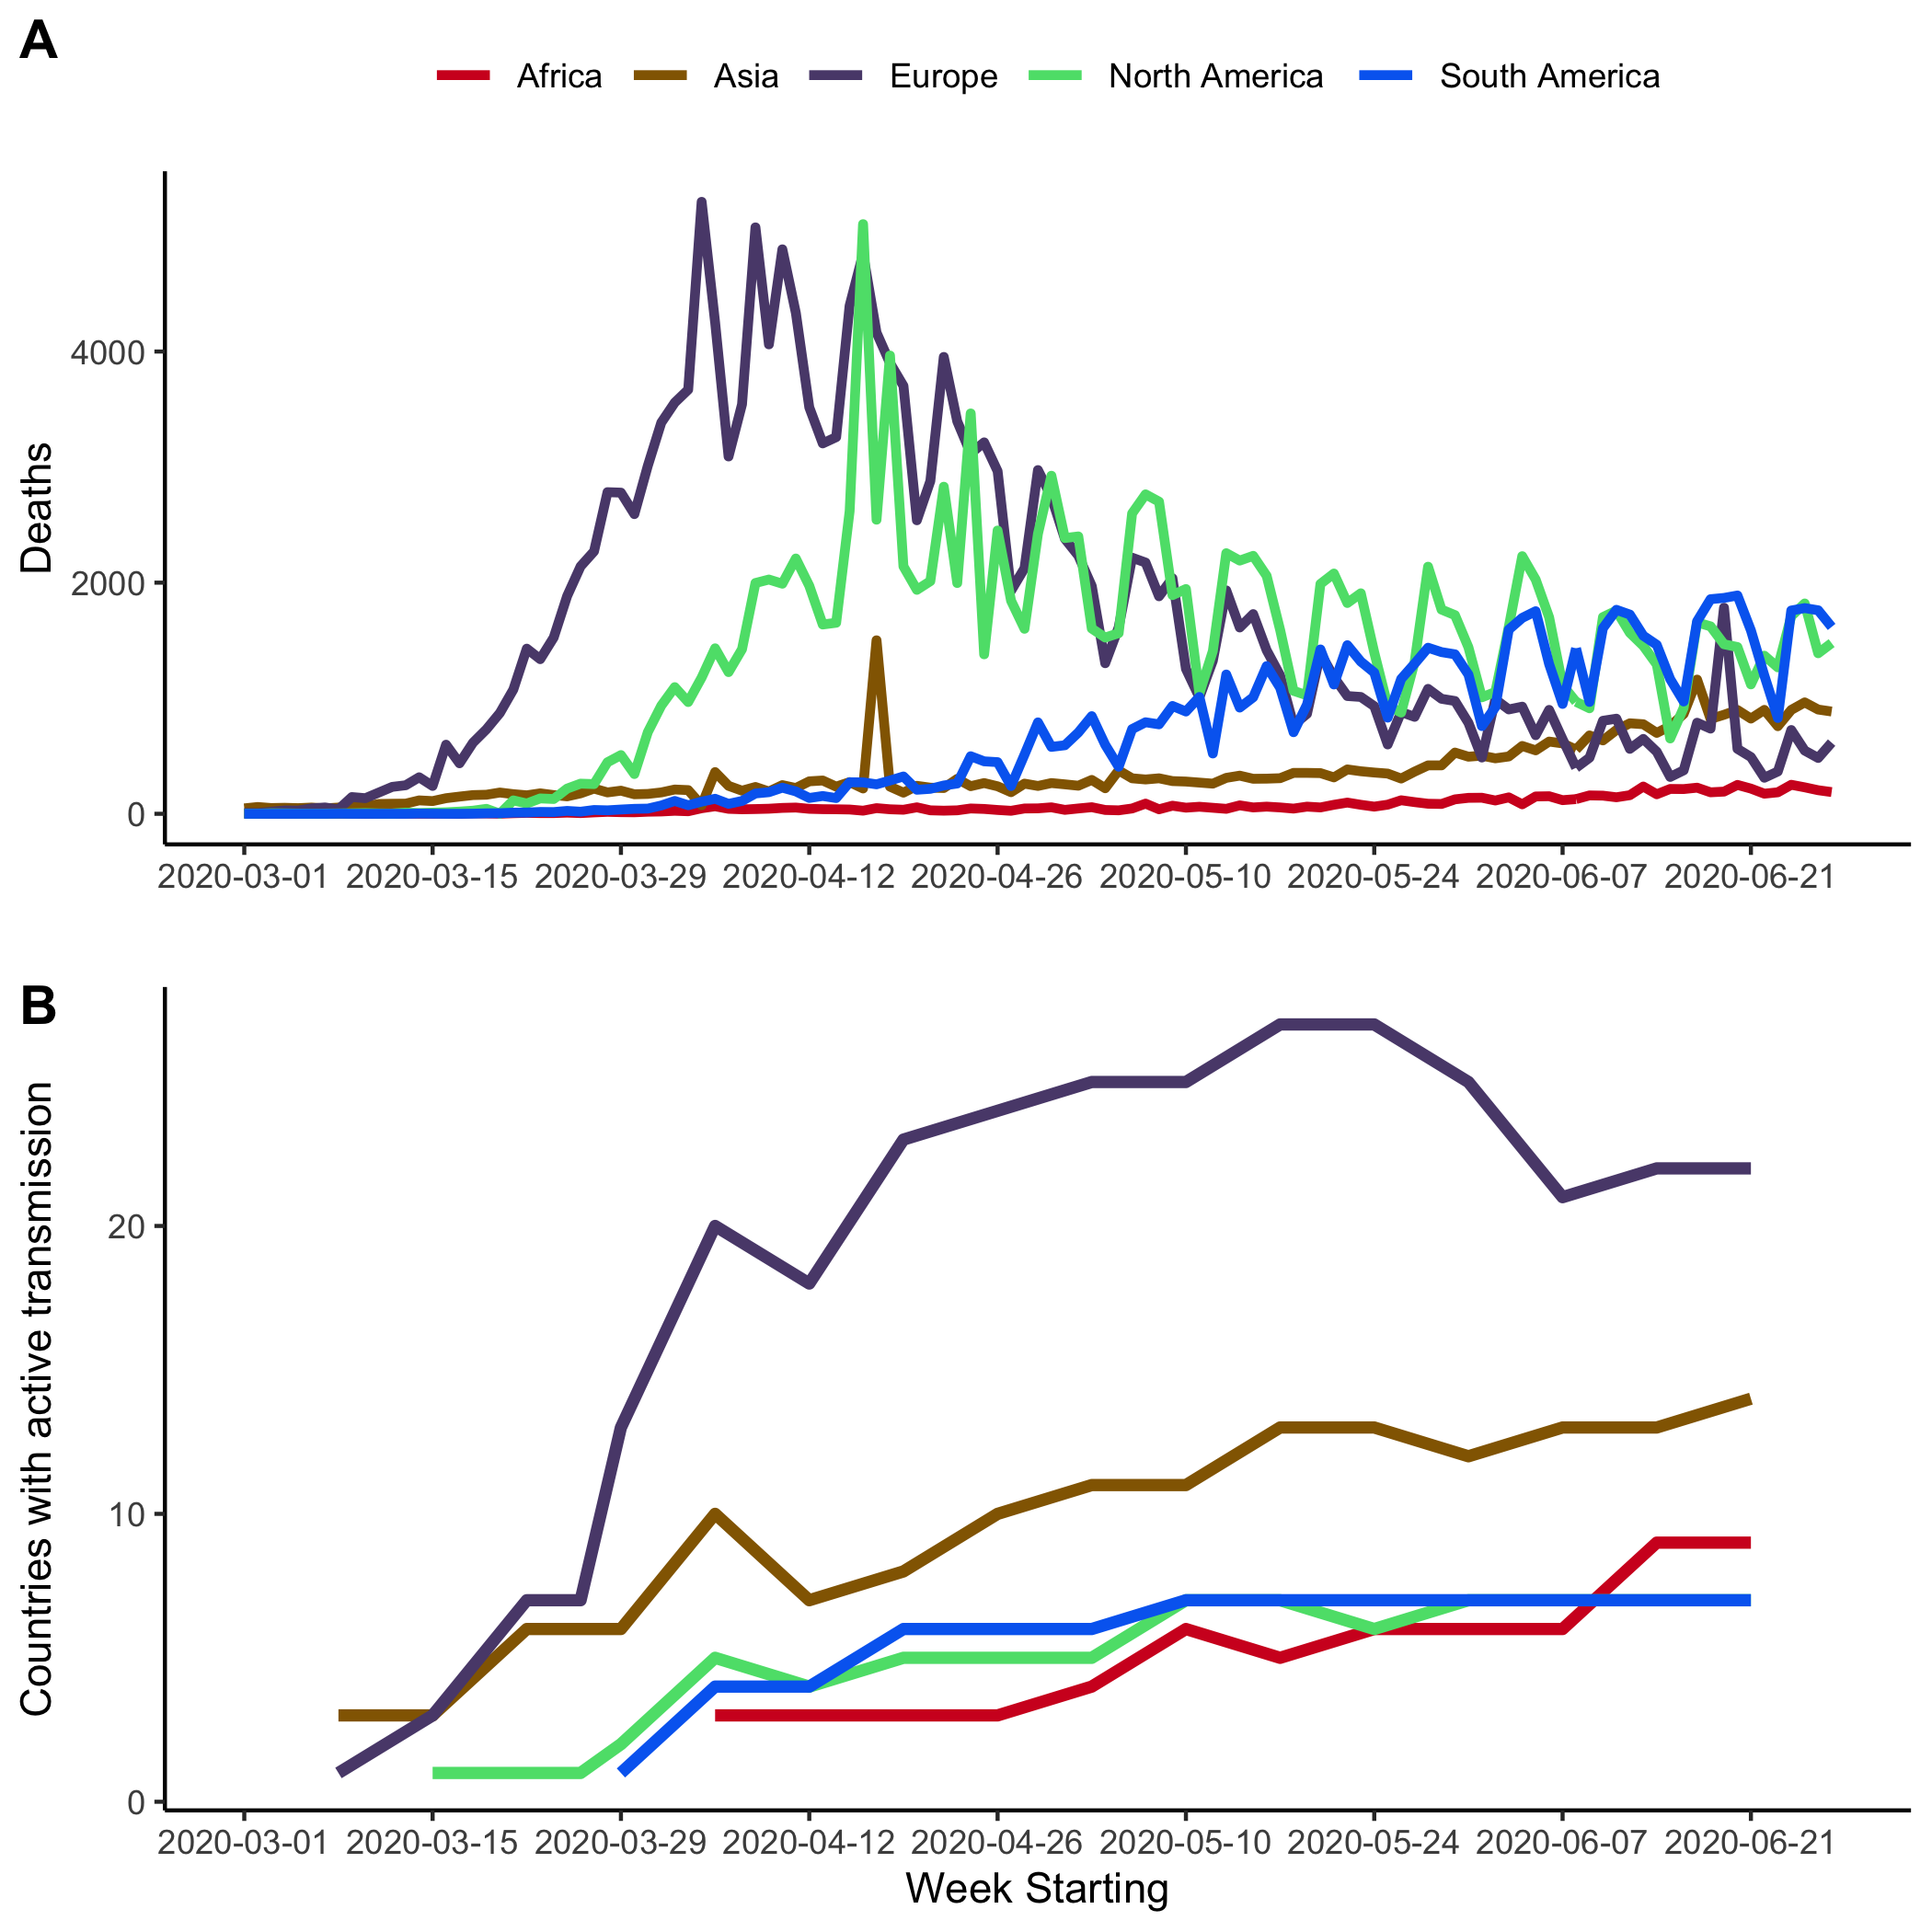 A
Africa Asia Europe North America South America
Deaths
4000
2000
0
2020-03-01 2020-03-15 2020-03-29 2020-04-12 2020-04-26 2020-05-10 2020-05-24 2020-06-07 2020-06-21
B
Countries with active transmission
20
10
0
2020-03-01 2020-03-15 2020-03-29 2020-04-12 2020-04-26 2020-05-10 2020-05-24 2020-06-07 2020-06-21
Week Starting